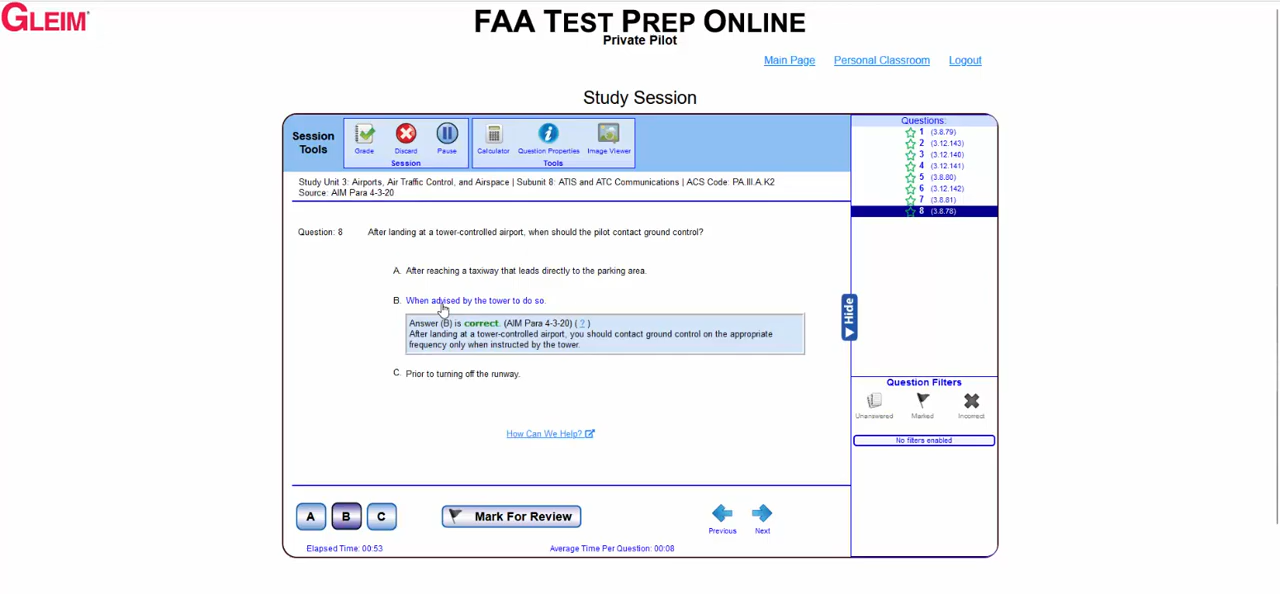 GLEIM®
FAA TEST PREP ONLINE
Private Pilot
Main Page Personal Classroom Logout
Study Session
Session Tools
Grade Discard Pause
Session
Calculator Question Properties Image Viewer
Tools
Study Unit 3: Airports, Air Traffic Control, and Airspace | Subunit 8: ATIS and ATC Communications | ACS Code: PA.III.A.K2
Source: AIM Para 4-3-20
Question: 8 After landing at a tower-controlled airport, when should the pilot contact ground control?
A. After reaching a taxiway that leads directly to the parking area.
B. When advised by the tower to do so.
Answer (B) is correct. (AIM Para 4-3-20) ( ? )
After landing at a tower-controlled airport, you should contact ground control on the appropriate
frequency only when instructed by the tower.
C. Prior to turning off the runway.
How Can We Help?
A B C Mark For Review
Previous Next
Elapsed Time: 00:53 Average Time Per Question: 00:08
Hide
Questions:
1 (3.8.79)
2 (3.12.143)
3 (3.12.140)
4 (3.12.141)
5 (3.8.80)
6 (3.12.142)
7 (3.8.81)
8 (3.8.78)
Question Filters
Unanswered Marked Incorrect
No filters enabled